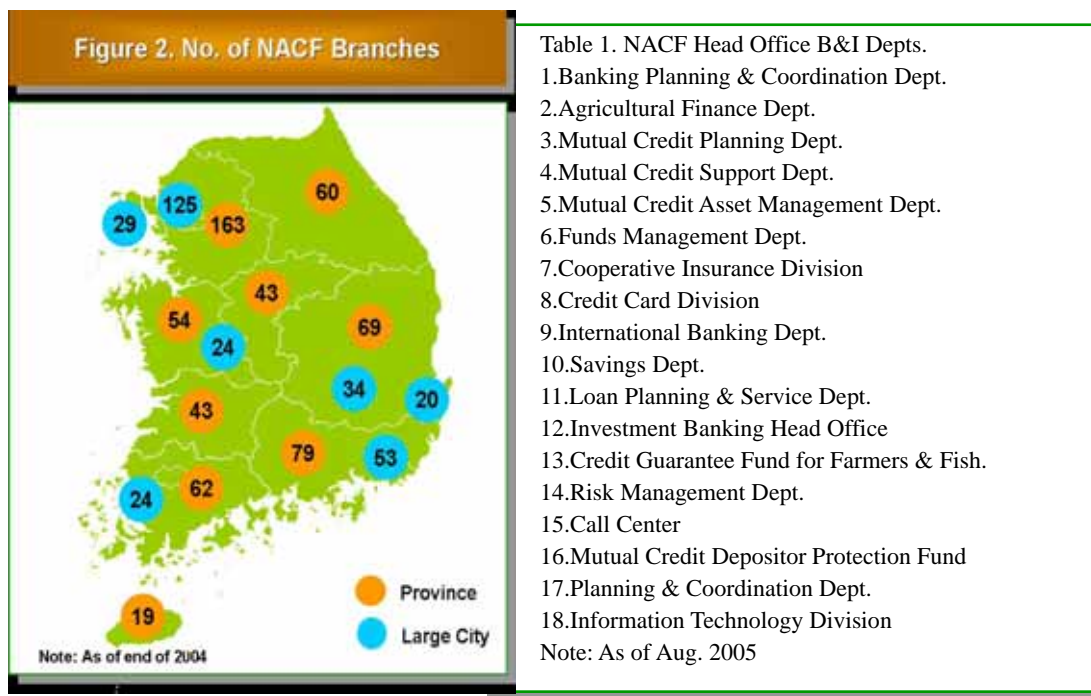 Figure 2. No. of NACF Branches
60
125
29
163
43
54
69
24
34
20
43
79
53
62
24
19
Province
Large City
Note: As of end of 2004
Table 1. NACF Head Office B&I Depts.
1.Banking Planning & Coordination Dept.
2.Agricultural Finance Dept.
3.Mutual Credit Planning Dept.
4.Mutual Credit Support Dept.
5.Mutual Credit Asset Management Dept.
6.Funds Management Dept.
7.Cooperative Insurance Division
8.Credit Card Division
9.International Banking Dept.
10.Savings Dept.
11.Loan Planning & Service Dept.
12.Investment Banking Head Office
13.Credit Guarantee Fund for Farmers & Fish.
14.Risk Management Dept.
15.Call Center
16.Mutual Credit Depositor Protection Fund
17.Planning & Coordination Dept.
18.Information Technology Division
Note: As of Aug. 2005